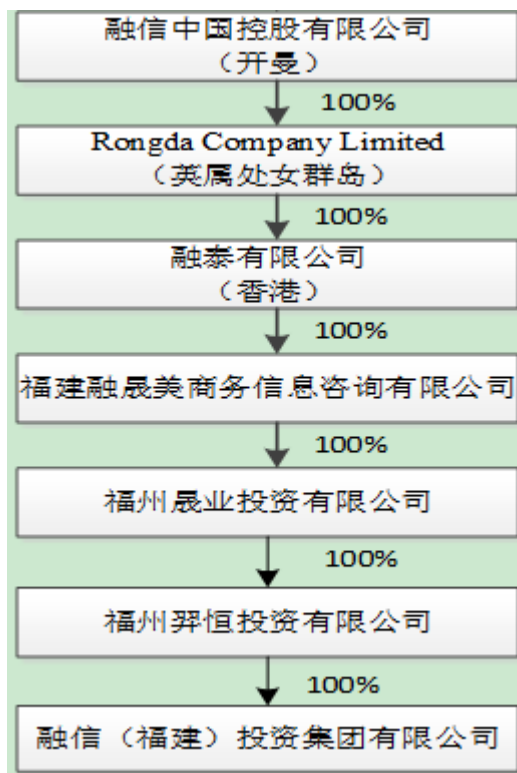 融信中国控股有限公司
（开曼）
100%
Rongda Company Limited
（英属处女群岛）
100%
融泰有限公司
（香港）
100%
福建融晟美商务信息咨询有限公司
100%
福州晟业投资有限公司
100%
福州羿恒投资有限公司
100%
融信（福建）投资集团有限公司